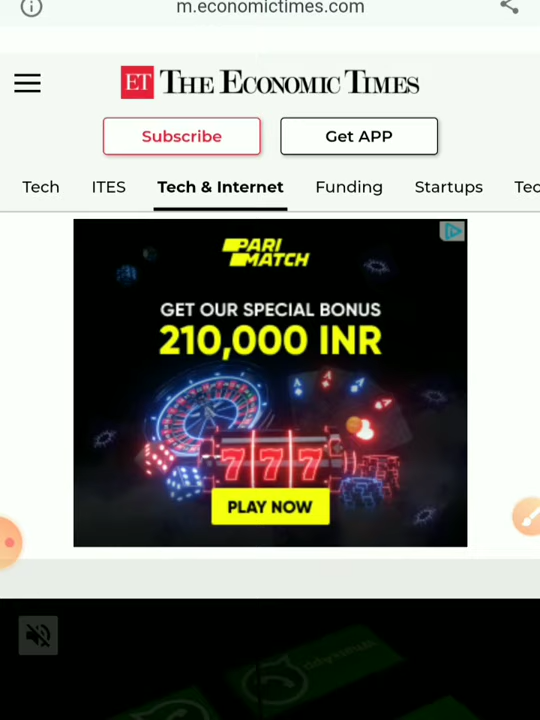 m.economictimes.com
ET THE ECONOMIC TIMES
Subscribe
Get APP
Tech ITES Tech & Internet Funding Startups Tec
PARI
MATCH
GET OUR SPECIAL BONUS
210,000 INR
777
PLAY NOW